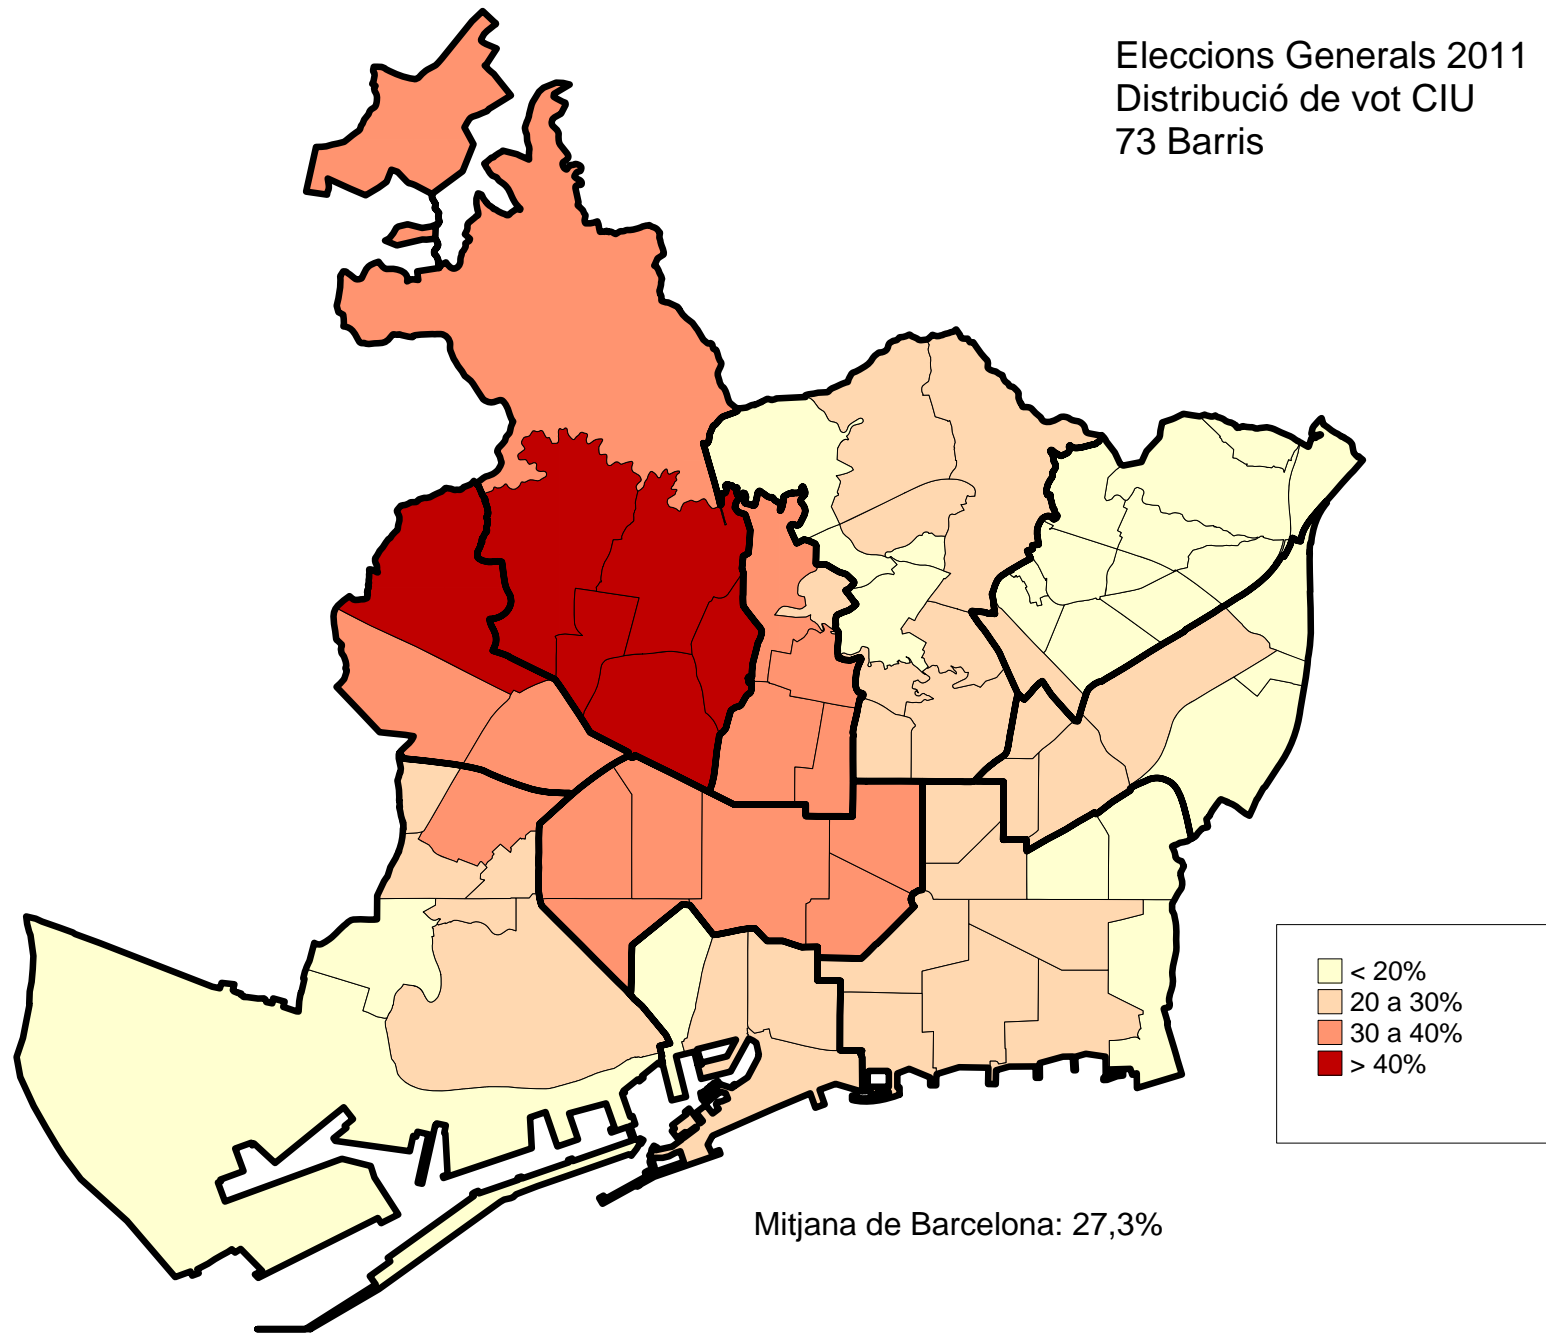 Eleccions Generals 2011
Distribució de vot CIU
73 Barris
< 20%
20 a 30%
30 a 40%
> 40%
Mitjana de Barcelona: 27,3%